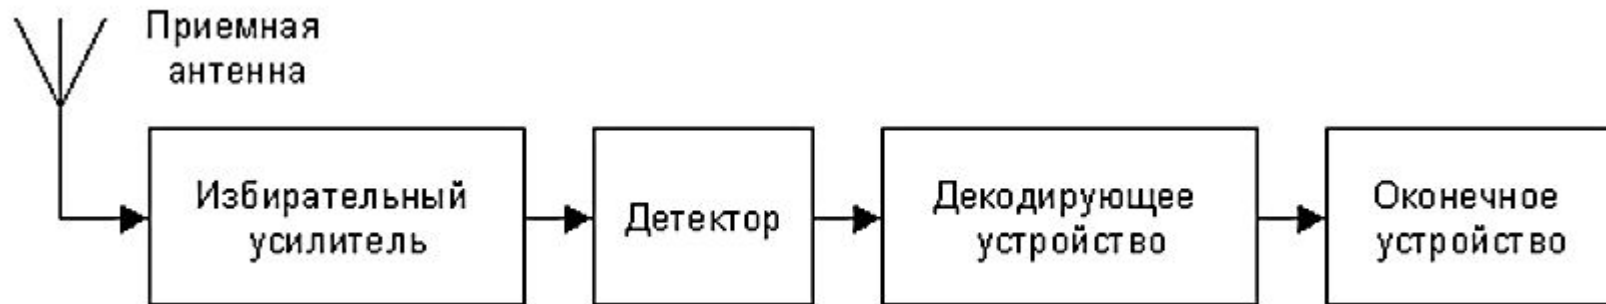 Приемная
антенна
Избирательный
усилитель
Детектор
Декодирующее
устройство
Оконечное
устройство